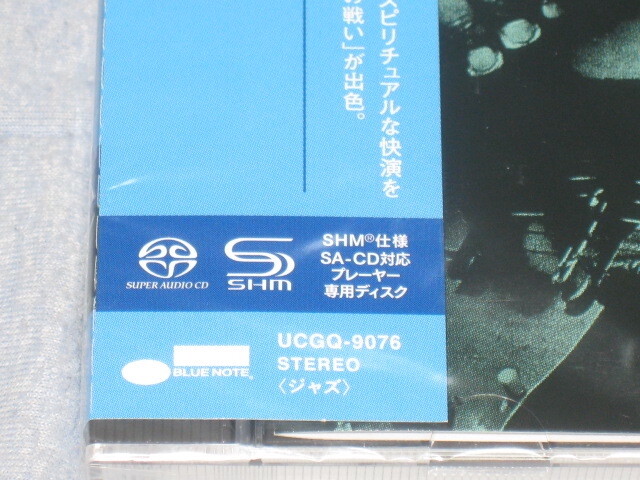 スピリチュアルな快演を
の戦い」が出色。
SUPER AUDIO CD
SHM
SHM®仕様
SA-CD対応
プレーヤー
専用ディスク
BLUE NOTE
UCGQ-9076
STEREO
〈ジャズ〉